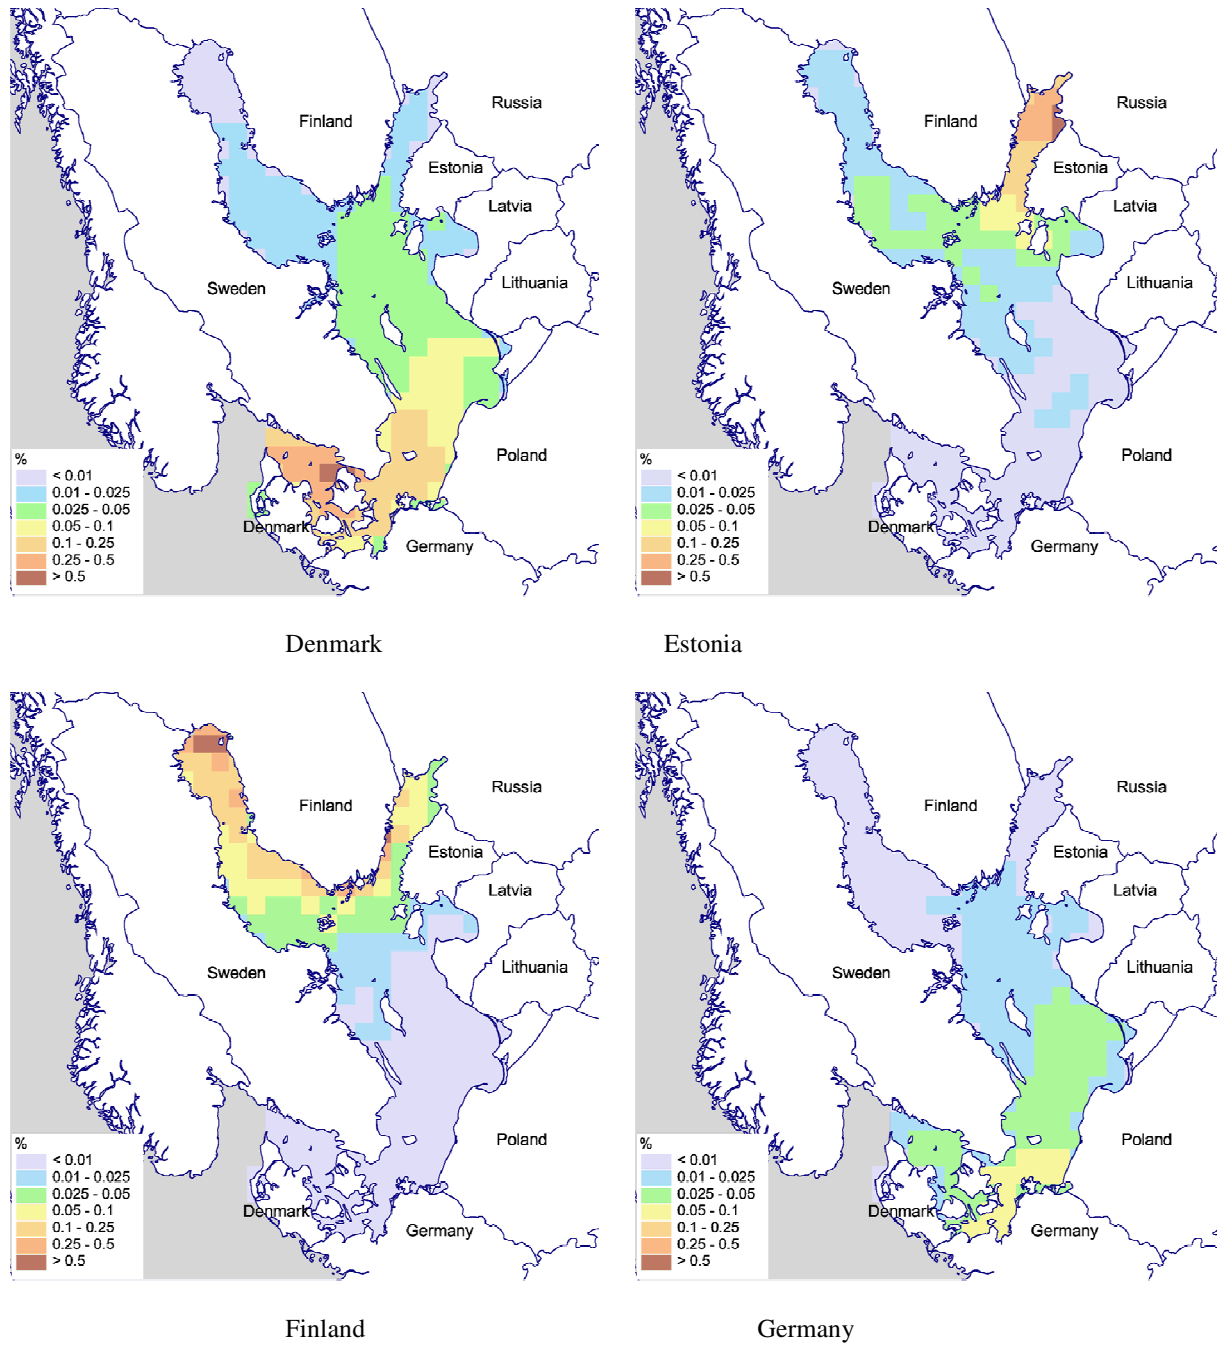 Finland
Russia
Estonia
Latvia
Lithuania
Sweden
Poland
Denmark
Germany
%
< 0.01
0.01 - 0.025
0.025 - 0.05
0.05 - 0.1
0.1 - 0.25
0.25 - 0.5
> 0.5
Finland
Russia
Estonia
Latvia
Lithuania
Sweden
Poland
Denmark
Germany
%
< 0.01
0.01 - 0.025
0.025 - 0.05
0.05 - 0.1
0.1 - 0.25
0.25 - 0.5
> 0.5
Denmark
Estonia
Finland
Russia
Estonia
Latvia
Lithuania
Sweden
Poland
Denmark
Germany
%
< 0.01
0.01 - 0.025
0.025 - 0.05
0.05 - 0.1
0.1 - 0.25
0.25 - 0.5
> 0.5
Finland
Russia
Estonia
Latvia
Lithuania
Sweden
Poland
Denmark
Germany
%
< 0.01
0.01 - 0.025
0.025 - 0.05
0.05 - 0.1
0.1 - 0.25
0.25 - 0.5
> 0.5
Finland
Germany